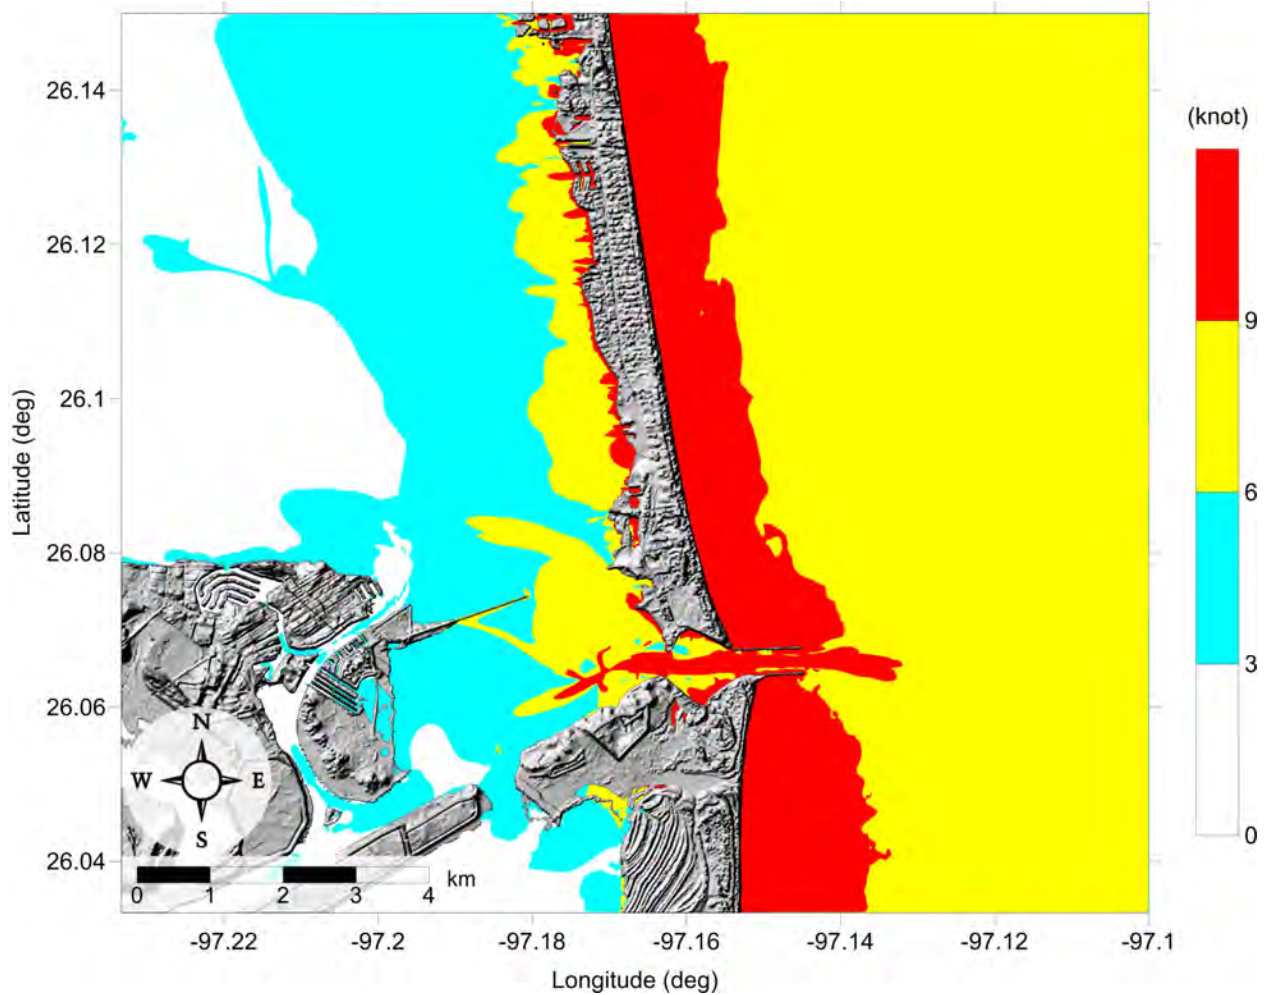 (knot)
26.14
26.12
26.1
26.08
26.06
26.04
Latitude (deg)
9
6
3
0
N
W E
S
0 1 2 3 4 km
-97.22 -97.2 -97.18 -97.16 -97.14 -97.12 -97.1
Longitude (deg)